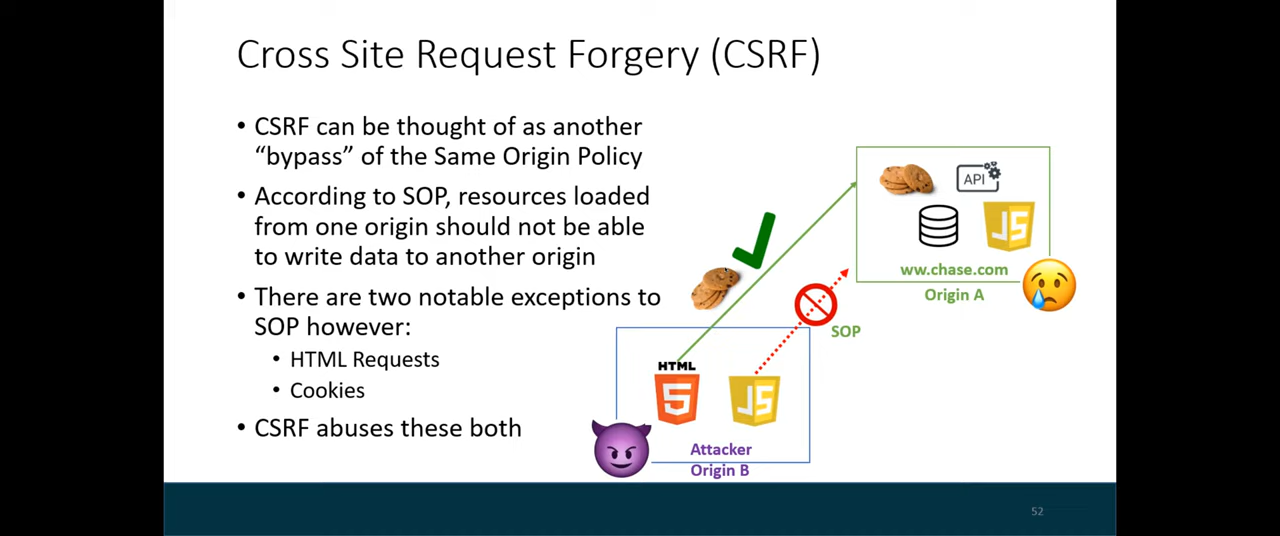 Cross Site Request Forgery (CSRF)
• CSRF can be thought of as another
“bypass” of the Same Origin Policy
• According to SOP, resources loaded
from one origin should not be able
to write data to another origin
• There are two notable exceptions to
SOP however:
• HTML Requests
• Cookies
• CSRF abuses these both
API
JS
ww.chase.com
Origin A
SOP
HTML
5
JS
Attacker
Origin B
52